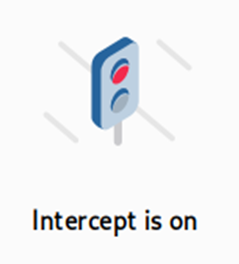 Intercept is on